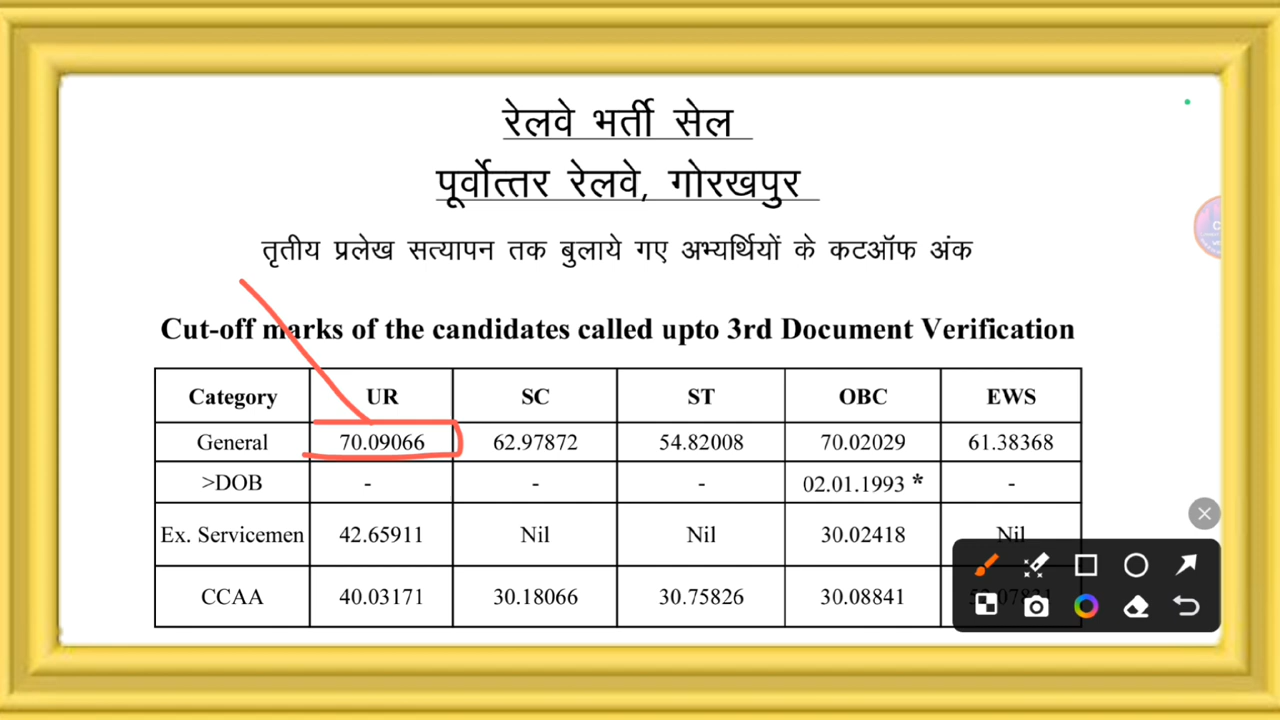 रेलवे भर्ती सेल
पूर्वोत्तर रेलवे, गोरखपुर
तृतीय प्रलेख सत्यापन तक बुलाये गए अभ्यर्थियों के कटऑफ अंक
Cut-off marks of the candidates called upto 3rd Document Verification
Category UR SC ST OBC EWS
General 70.09066 62.97872 54.82008 70.02029 61.38368
>DOB - - - 02.01.1993 * -
Ex. Servicemen 42.65911 Nil Nil 30.02418 Nil
CCAA 40.03171 30.18066 30.75826 30.08841